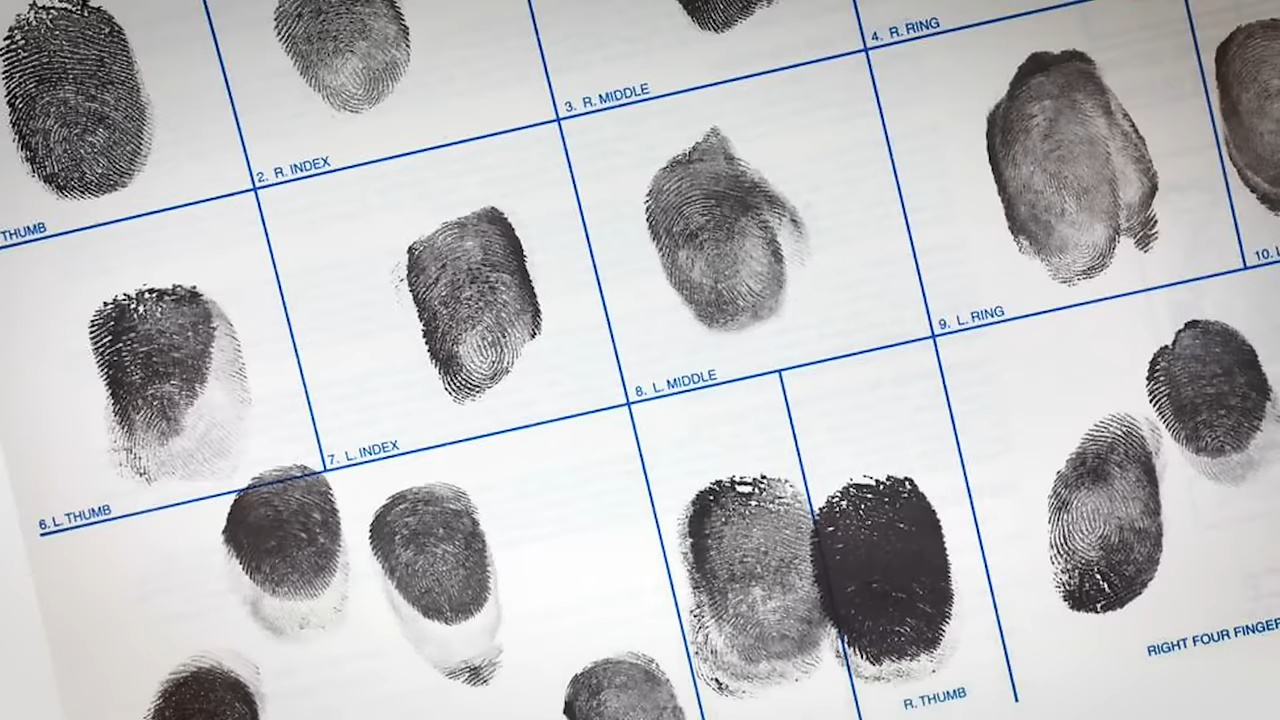 4. R. RING
3. R. MIDDLE
2. R. INDEX
THUMB
10.
9. L. RING
8. L. MIDDLE
7. L. INDEX
6. L. THUMB
RIGHT FOUR FINGER
R. THUMB